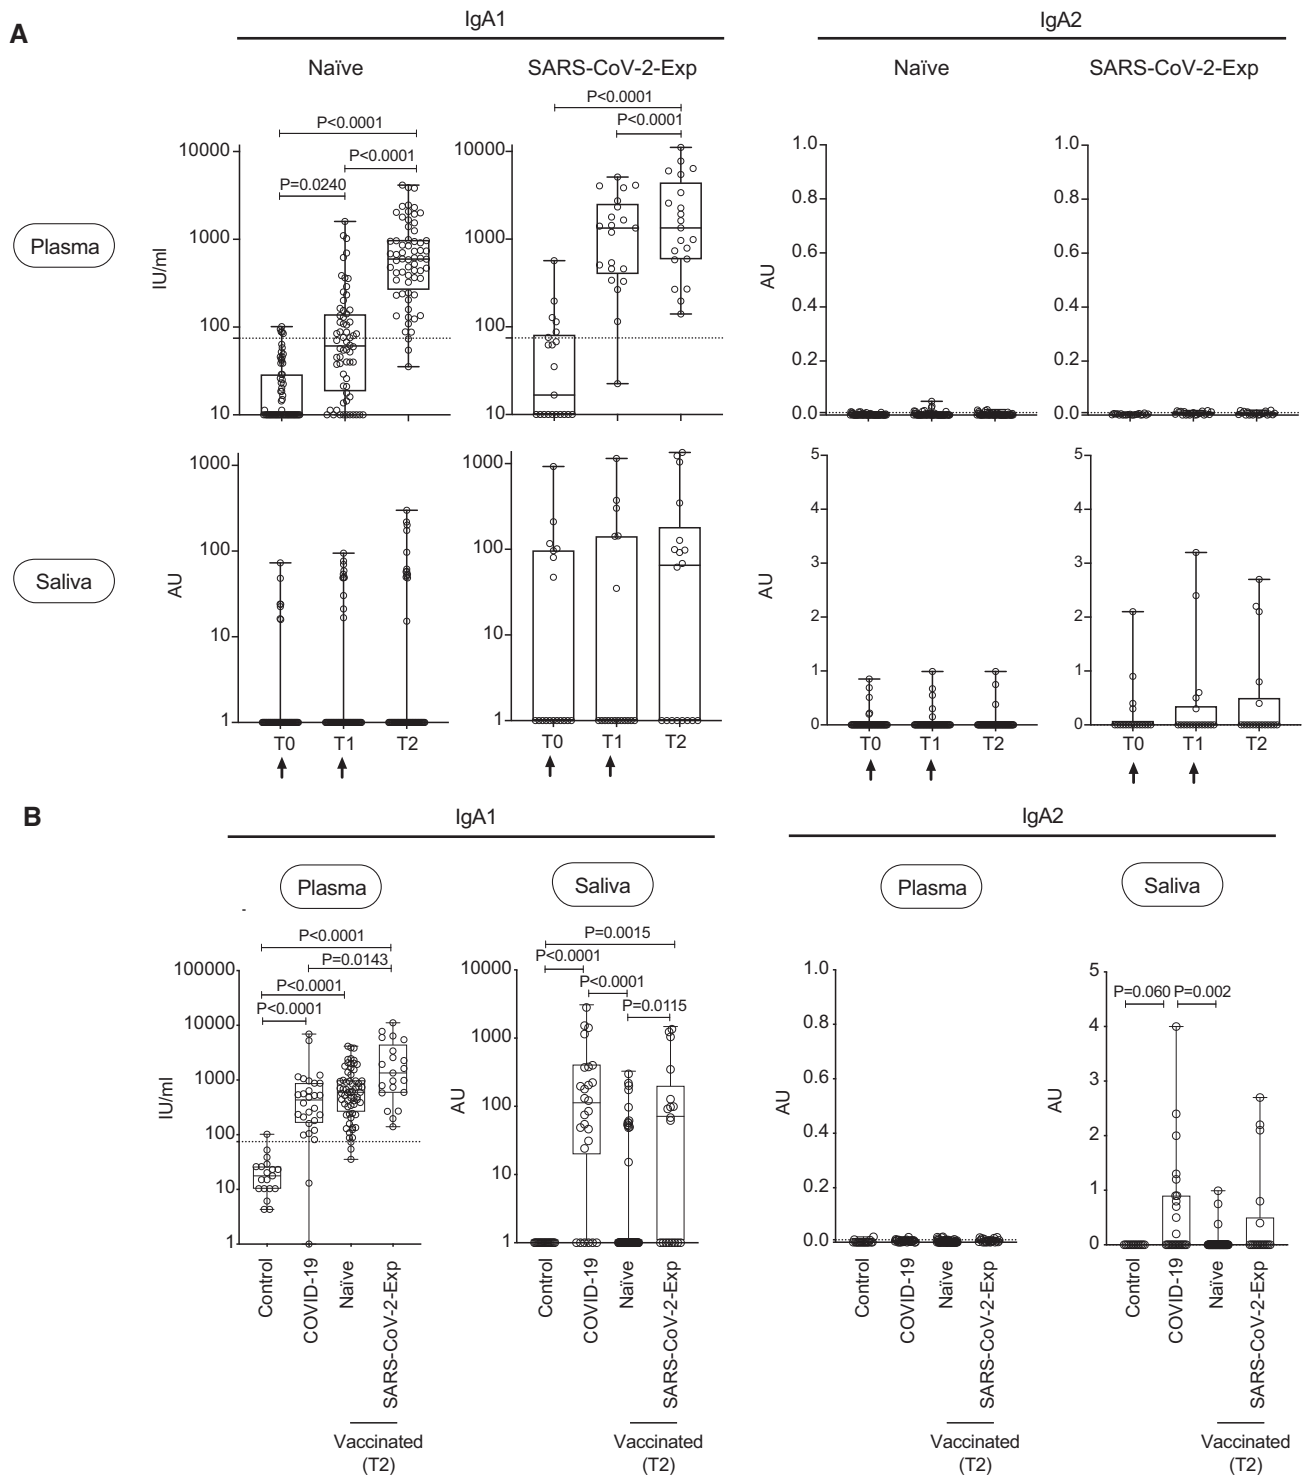 A
IgA1
IgA2
Naïve
SARS-CoV-2-Exp
Naïve
SARS-CoV-2-Exp
Plasma
P<0.0001
P<0.0001
P=0.0240
IU/ml
10000
1000
100
10
P<0.0001
P<0.0001
10000
1000
100
10
AU
1.0
0.8
0.6
0.4
0.2
0.0
1.0
0.8
0.6
0.4
0.2
0.0
Saliva
AU
1000
100
10
1
T0
T1
T2
1000
100
10
1
T0
T1
T2
AU
5
4
3
2
1
0
T0
T1
T2
5
4
3
2
1
0
T0
T1
T2
B
IgA1
IgA2
Plasma
Saliva
Plasma
Saliva
P<0.0001
P=0.0143
P<0.0001
P<0.0001
IU/ml
100000
10000
1000
100
10
1
Control
COVID-19
Naïve
SARS-CoV-2-Exp
Vaccinated
(T2)
P=0.0015
P<0.0001
P<0.0001
P=0.0115
AU
10000
1000
100
10
1
Control
COVID-19
Naïve
SARS-CoV-2-Exp
Vaccinated
(T2)
AU
1.0
0.8
0.6
0.4
0.2
0.0
Control
COVID-19
Naïve
SARS-CoV-2-Exp
Vaccinated
(T2)
P=0.060
P=0.002
AU
5
4
3
2
1
0
Control
COVID-19
Naïve
SARS-CoV-2-Exp
Vaccinated
(T2)